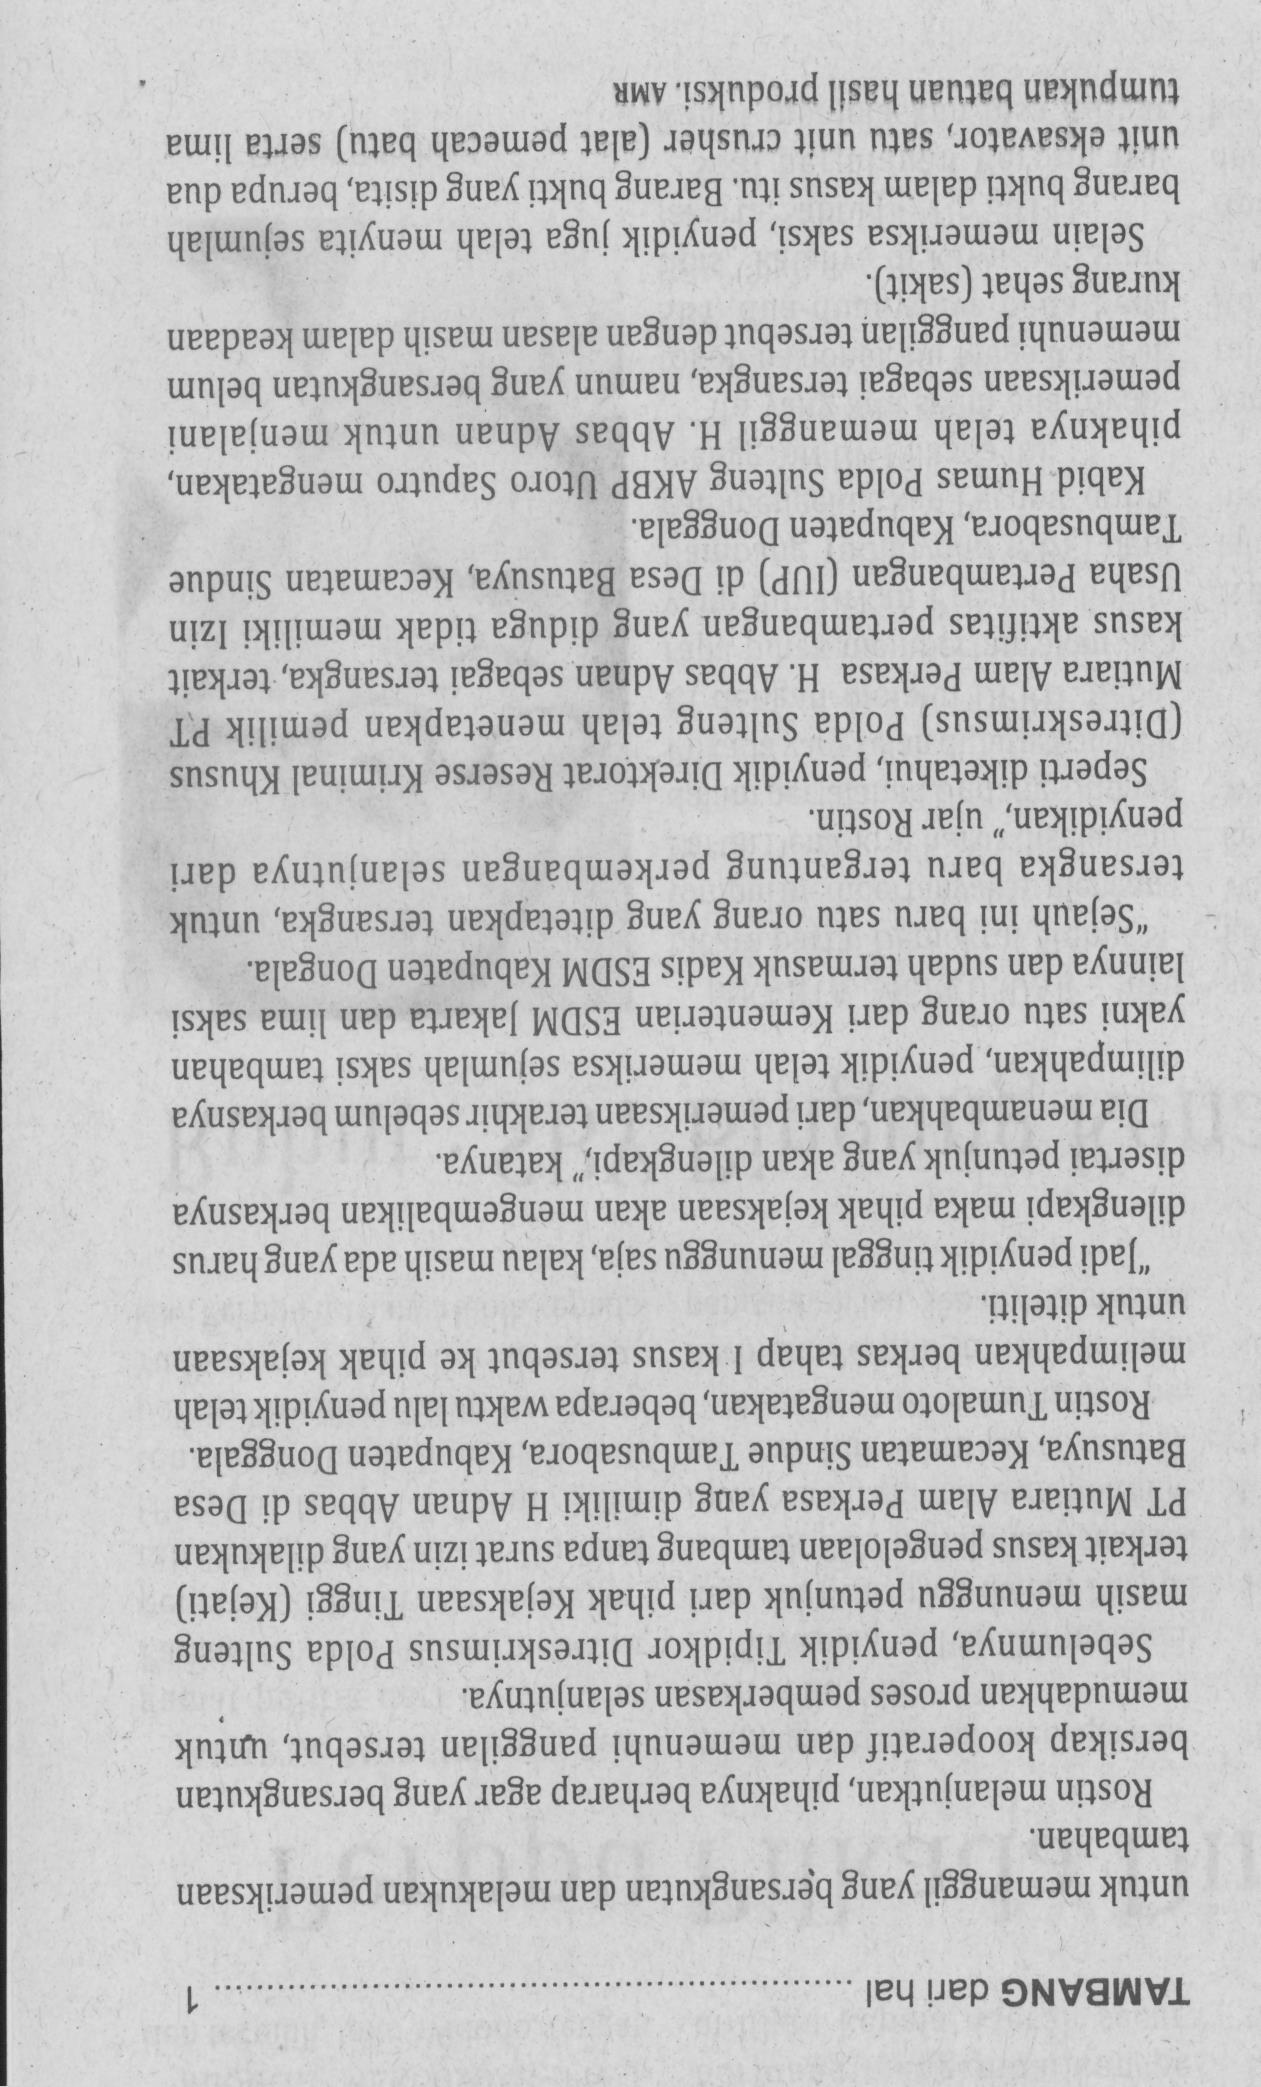 TAMBANG dari hal ........................................................ 1
untuk memanggil yang bersangkutan dan melakukan pemeriksaan
tambahan.
Rostin melanjutkan, pihaknya berharap agar yang bersangkutan
bersikap kooperatif dan memenuhi panggilan tersebut, untuk
memudahkan proses pemberkasan selanjutnya.
Sebelumnya, penyidik Tipidkor Ditreskrimsus Polda Sulteng
masih menunggu petunjuk dari pihak Kejaksaan Tinggi (Kejati)
terkait kasus pengelolaan tambang tanpa surat izin yang dilakukan
PT Mutiara Alam Perkasa yang dimiliki H Adnan Abbas di Desa
Batusuya, Kecamatan Sindue Tambusabora, Kabupaten Donggala.
Rostin Tumaloto mengatakan, beberapa waktu lalu penyidik telah
melimpahkan berkas tahap I kasus tersebut ke pihak kejaksaan
untuk diteliti.
"Jadi penyidik tinggal menunggu saja, kalau masih ada yang harus
dilengkapi maka pihak kejaksaan akan mengembalikan berkasnya
disertai petunjuk yang akan dilengkapi," katanya.
Dia menambahkan, dari pemeriksaan terakhir sebelum berkasnya
dilimpahkan, penyidik telah memeriksa sejumlah saksi tambahan
yakni satu orang dari Kementerian ESDM Jakarta dan lima saksi
lainnya dan sudah termasuk Kadis ESDM Kabupaten Dongala.
"Sejauh ini baru satu orang yang ditetapkan tersangka, untuk
tersangka baru tergantung perkembangan selanjutnya dari
penyidikan," ujar Rostin.
Seperti diketahui, penyidik Direktorat Reserse Kriminal Khusus
(Ditreskrimsus) Polda Sulteng telah menetapkan pemilik PT
Mutiara Alam Perkasa H. Abbas Adnan sebagai tersangka, terkait
kasus aktifitas pertambangan yang diduga tidak memiliki Izin
Usaha Pertambangan (IUP) di Desa Batusuya, Kecamatan Sindue
Tambusabora, Kabupaten Donggala.
Kabid Humas Polda Sulteng AKBP Utoro Saputro mengatakan,
pihaknya telah memanggil H. Abbas Adnan untuk menjalani
pemeriksaan sebagai tersangka, namun yang bersangkutan belum
memenuhi panggilan tersebut dengan alasan masih dalam keadaan
kurang sehat (sakit).
Selain memeriksa saksi, penyidik juga telah menyita sejumlah
barang bukti dalam kasus itu. Barang bukti yang disita, berupa dua
unit eksavator, satu unit crusher (alat pemecah batu) serta lima
tumpukan batuan hasil produksi. AMR